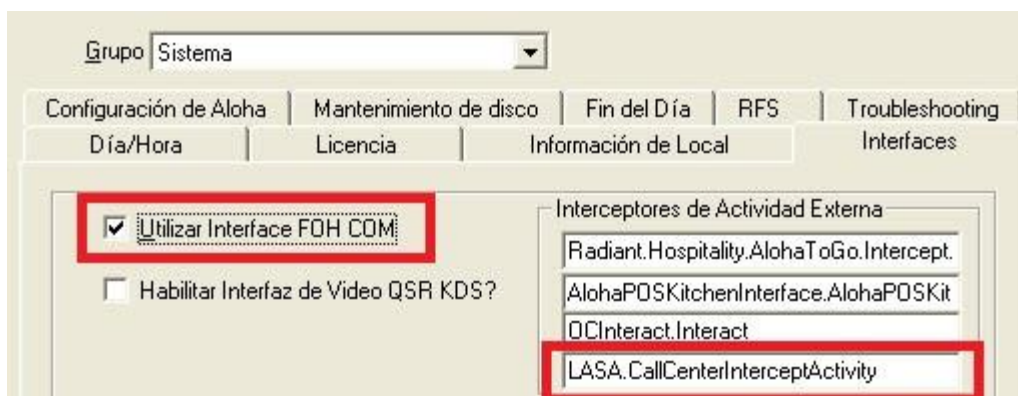 Grupo Sistema
Configuración de Aloha Mantenimiento de disco Fin del Día RFS Troubleshooting
Día/Hora Licencia Información de Local Interfaces
Utilizar Interface FOH COM
Habilitar Interfaz de Video QSR KDS?
Interceptores de Actividad Externa
Radiant.Hospitality.AlohaToGo.Intercept.
AlohaPOSKitchenInterface.AlohaPOSKit
OCInteract.Interact
LASA.CallCenterInterceptActivity